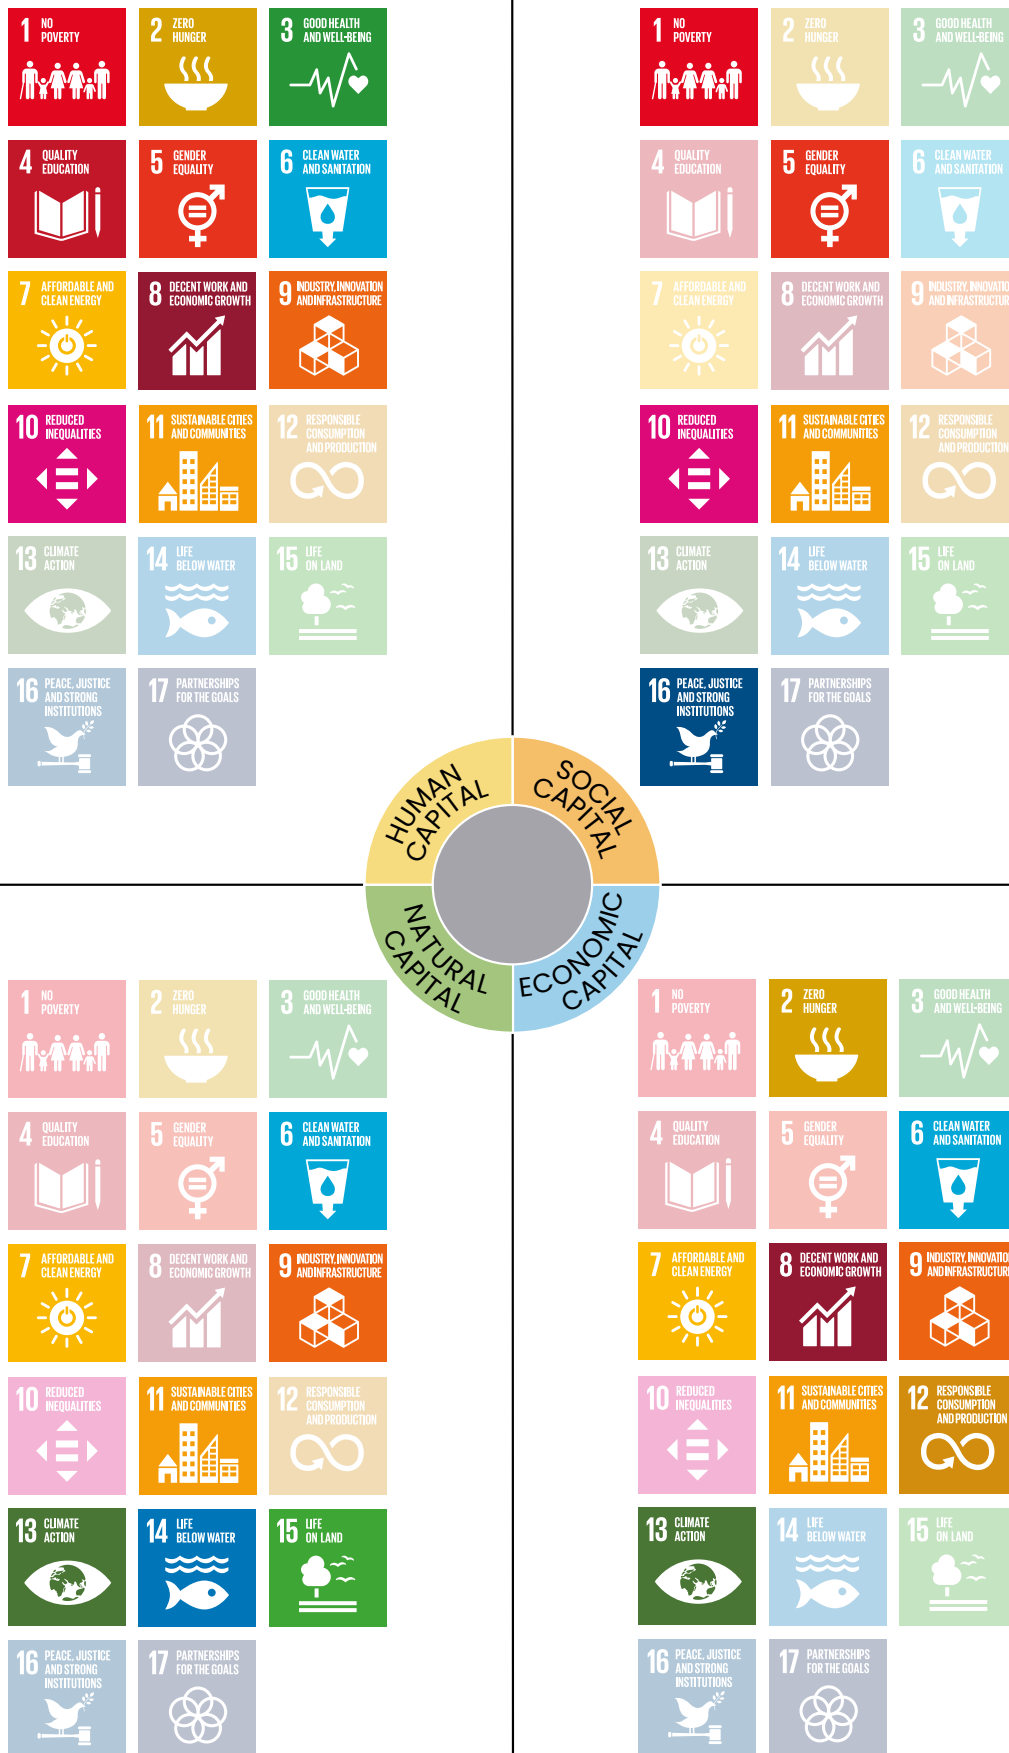 1 NO
POVERTY
2 ZERO
HUNGER
3 GOOD HEALTH
AND WELL-BEING
4 QUALITY
EDUCATION
5 GENDER
EQUALITY
6 CLEAN WATER
AND SANITATION
7 AFFORDABLE AND
CLEAN ENERGY
8 DECENT WORK AND
ECONOMIC GROWTH
9 INDUSTRY, INNOVATION
AND INFRASTRUCTURE
10 REDUCED
INEQUALITIES
11 SUSTAINABLE CITIES
AND COMMUNITIES
12 RESPONSIBLE
CONSUMPTION
AND PRODUCTION
13 CLIMATE
ACTION
14 LIFE
BELOW WATER
15 LIFE
ON LAND
16 PEACE, JUSTICE
AND STRONG
INSTITUTIONS
17 PARTNERSHIPS
FOR THE GOALS
1 NO
POVERTY
2 ZERO
HUNGER
3 GOOD HEALTH
AND WELL-BEING
4 QUALITY
EDUCATION
5 GENDER
EQUALITY
6 CLEAN WATER
AND SANITATION
7 AFFORDABLE AND
CLEAN ENERGY
8 DECENT WORK AND
ECONOMIC GROWTH
9 INDUSTRY, INNOVATIO
AND INFRASTRUCTURE
10 REDUCED
INEQUALITIES
11 SUSTAINABLE CITIES
AND COMMUNITIES
12 RESPONSIBLE
CONSUMPTION
AND PRODUCTION
13 CLIMATE
ACTION
14 LIFE
BELOW WATER
15 LIFE
ON LAND
16 PEACE, JUSTICE
AND STRONG
INSTITUTIONS
17 PARTNERSHIPS
FOR THE GOALS
HUMAN
CAPITAL
SOCIAL
CAPITAL
NATURAL
CAPITAL
ECONOMIC
CAPITAL
1 NO
POVERTY
2 ZERO
HUNGER
3 GOOD HEALTH
AND WELL-BEING
4 QUALITY
EDUCATION
5 GENDER
EQUALITY
6 CLEAN WATER
AND SANITATION
7 AFFORDABLE AND
CLEAN ENERGY
8 DECENT WORK AND
ECONOMIC GROWTH
9 INDUSTRY, INNOVATION
AND INFRASTRUCTURE
10 REDUCED
INEQUALITIES
11 SUSTAINABLE CITIES
AND COMMUNITIES
12 RESPONSIBLE
CONSUMPTION
AND PRODUCTION
13 CLIMATE
ACTION
14 LIFE
BELOW WATER
15 LIFE
ON LAND
16 PEACE, JUSTICE
AND STRONG
INSTITUTIONS
17 PARTNERSHIPS
FOR THE GOALS
1 NO
POVERTY
2 ZERO
HUNGER
3 GOOD HEALTH
AND WELL-BEING
4 QUALITY
EDUCATION
5 GENDER
EQUALITY
6 CLEAN WATER
AND SANITATION
7 AFFORDABLE AND
CLEAN ENERGY
8 DECENT WORK AND
ECONOMIC GROWTH
9 INDUSTRY, INNOVATIO
AND INFRASTRUCTUR
10 REDUCED
INEQUALITIES
11 SUSTAINABLE CITIES
AND COMMUNITIES
12 RESPONSIBLE
CONSUMPTION
AND PRODUCTION
13 CLIMATE
ACTION
14 LIFE
BELOW WATER
15 LIFE
ON LAND
16 PEACE, JUSTICE
AND STRONG
INSTITUTIONS
17 PARTNERSHIPS
FOR THE GOALS